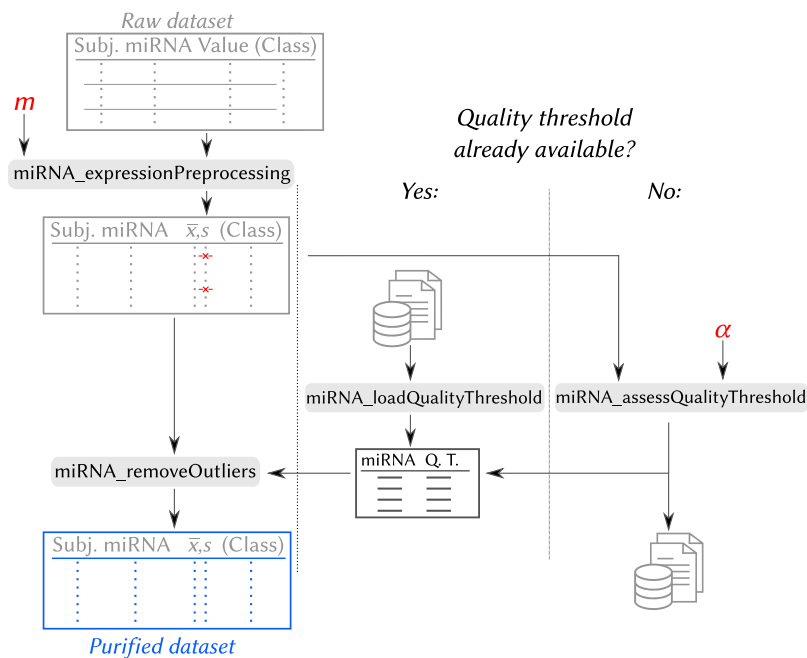 Raw dataset
Subj. miRNA Value (Class)
m
miRNA_expressionPreprocessing
Subj. miRNA x̅,s (Class)
Quality threshold
already available?
Yes:
No:
α
miRNA_loadQualityThreshold
miRNA_assessQualityThreshold
miRNA Q. T.
miRNA_removeOutliers
Subj. miRNA x̅,s (Class)
Purified dataset